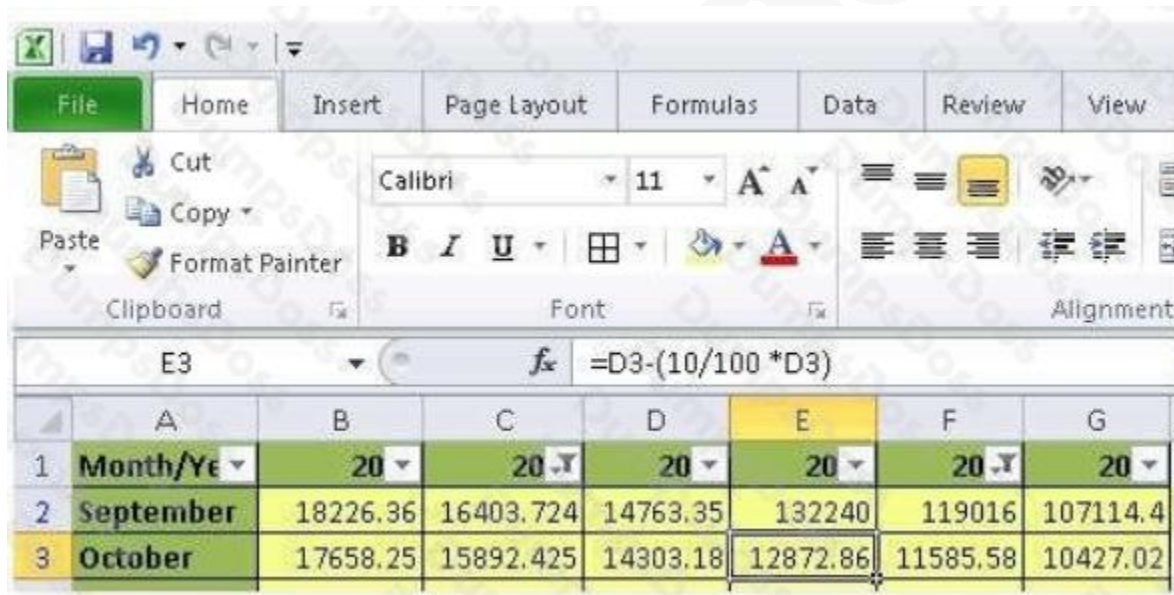 File Home Insert Page Layout Formulas Data Review View
Cut
Calibri 11 A A
Copy
Paste
B I U A
Format Painter
Clipboard Font Alignment
E3 fx =D3-(10/100 *D3)
A B C D E F G
1 Month/Ye 20 20 20 20 20 20
2 September 18226.36 16403.724 14763.35 132240 119016 107114.4
3 October 17658.25 15892.425 14303.18 12872.86 11585.58 10427.02
DumpsDoss